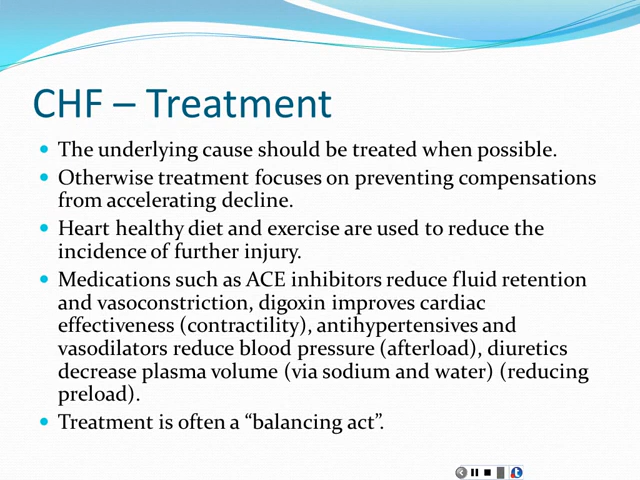 CHF – Treatment
The underlying cause should be treated when possible.
Otherwise treatment focuses on preventing compensations
from accelerating decline.
Heart healthy diet and exercise are used to reduce the
incidence of further injury.
Medications such as ACE inhibitors reduce fluid retention
and vasoconstriction, digoxin improves cardiac
effectiveness (contractility), antihypertensives and
vasodilators reduce blood pressure (afterload), diuretics
decrease plasma volume (via sodium and water) (reducing
preload).
Treatment is often a “balancing act”.